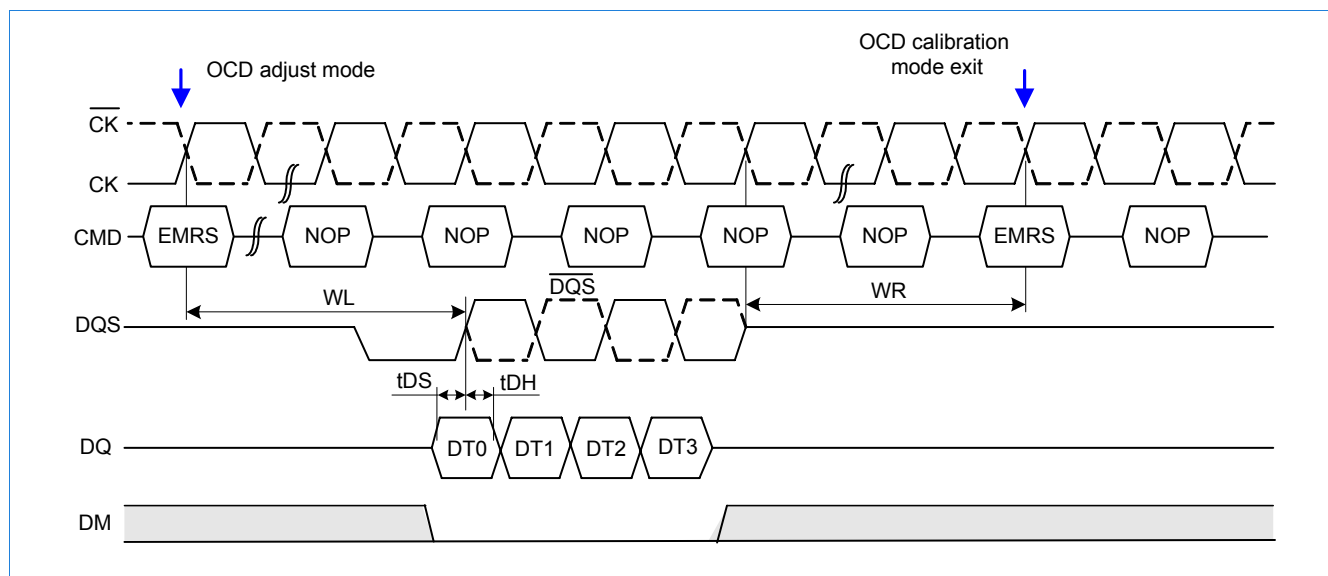 OCD adjust mode
OCD calibration
mode exit
CK
CK
CMD EMRS NOP NOP NOP NOP NOP EMRS NOP
WL DQS WR
DQS
tDS tDH
DQ DT0 DT1 DT2 DT3
DM